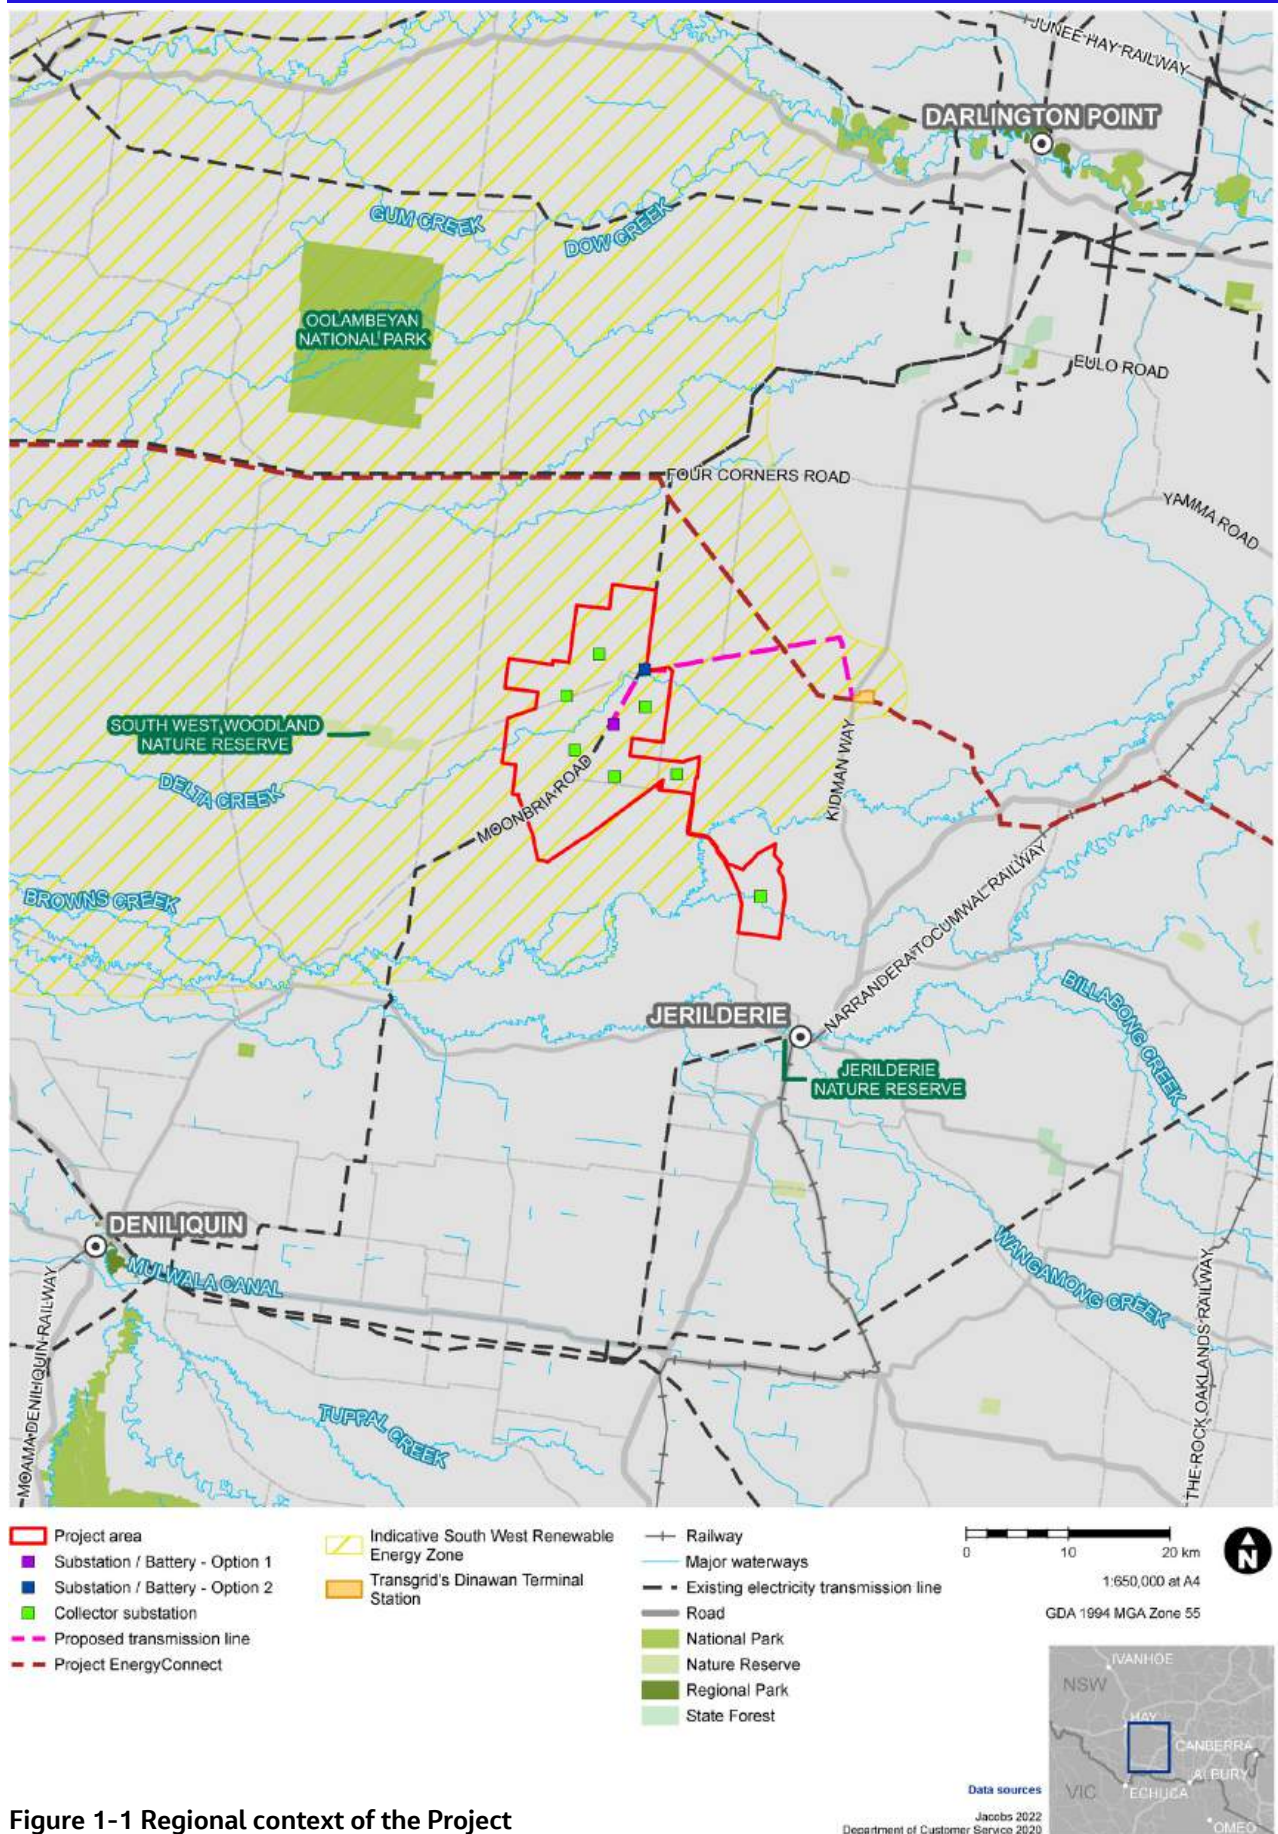 JUNEE HAY RAILWAY
DARLINGTON POINT
GUM CREEK
DOW CREEK
OOLAMBEYAN
NATIONAL PARK
EULO ROAD
FOUR CORNERS ROAD
YAMMA ROAD
SOUTH WEST WOODLAND
NATURE RESERVE
DELTA CREEK
MOONBRIA ROAD
KIDMAN WAY
BROWNS CREEK
NARRANDERA TOCUMWAL RAILWAY
BILLABONG CREEK
JERILDERIE
JERILDERIE
NATURE RESERVE
DENILIQUIN
MULWALA CANAL
WANGAMONG CREEK
MOAMA DENILIQUIN RAILWAY
TUPPAL CREEK
THE ROCK OAKLANDS RAILWAY
Project area
Substation / Battery - Option 1
Substation / Battery - Option 2
Collector substation
Proposed transmission line
Project EnergyConnect
Indicative South West Renewable
Energy Zone
Transgrid's Dinawan Terminal
Station
Railway
Major waterways
Existing electricity transmission line
Road
National Park
Nature Reserve
Regional Park
State Forest
0 10 20 km
N
1:650,000 at A4
GDA 1994 MGA Zone 55
IVANHOE
NSW
HAY
CANBERRA
ALBURY
VIC
ECHUCA
OMEO
Data sources
Jacobs 2022
Department of Customer Service 2020
Figure 1-1 Regional context of the Project